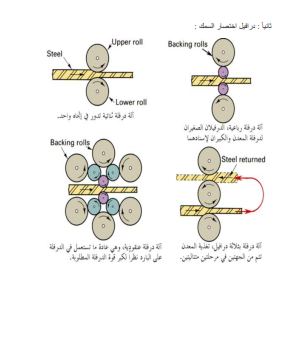 ثانياً : درافيل اختصار السمك :
Upper roll
Steel
Lower roll
آلة درفلة ثنائية تدور في إتجاه واحد.
Backing rolls
آلة درفلة رباعية، الدرفيلان الصغيران
لدرفلة المعدن والكبيران لإسنادهما
Backing rolls
آلة درفلة عنقودية، وهي عادة ما تستعمل في الدرفلة
على البارد نظراً لكبر قوة الدرفلة المطلوبة.
Steel returned
آلة درفلة بثلاثة درافيل، تغذية المعدن
تتم من الجهتين في مرحلتين متتاليتين.